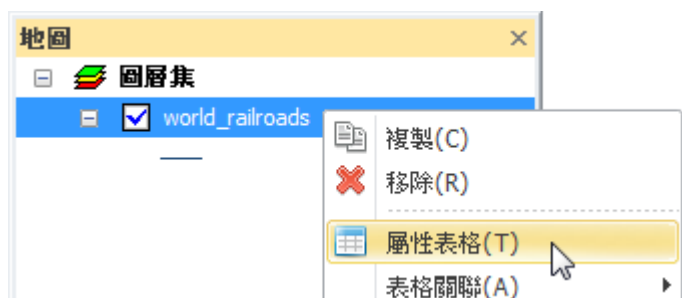 地圖
圖層集
world_railroads
複製(C)
移除(R)
屬性表格(T)
表格關聯(A)